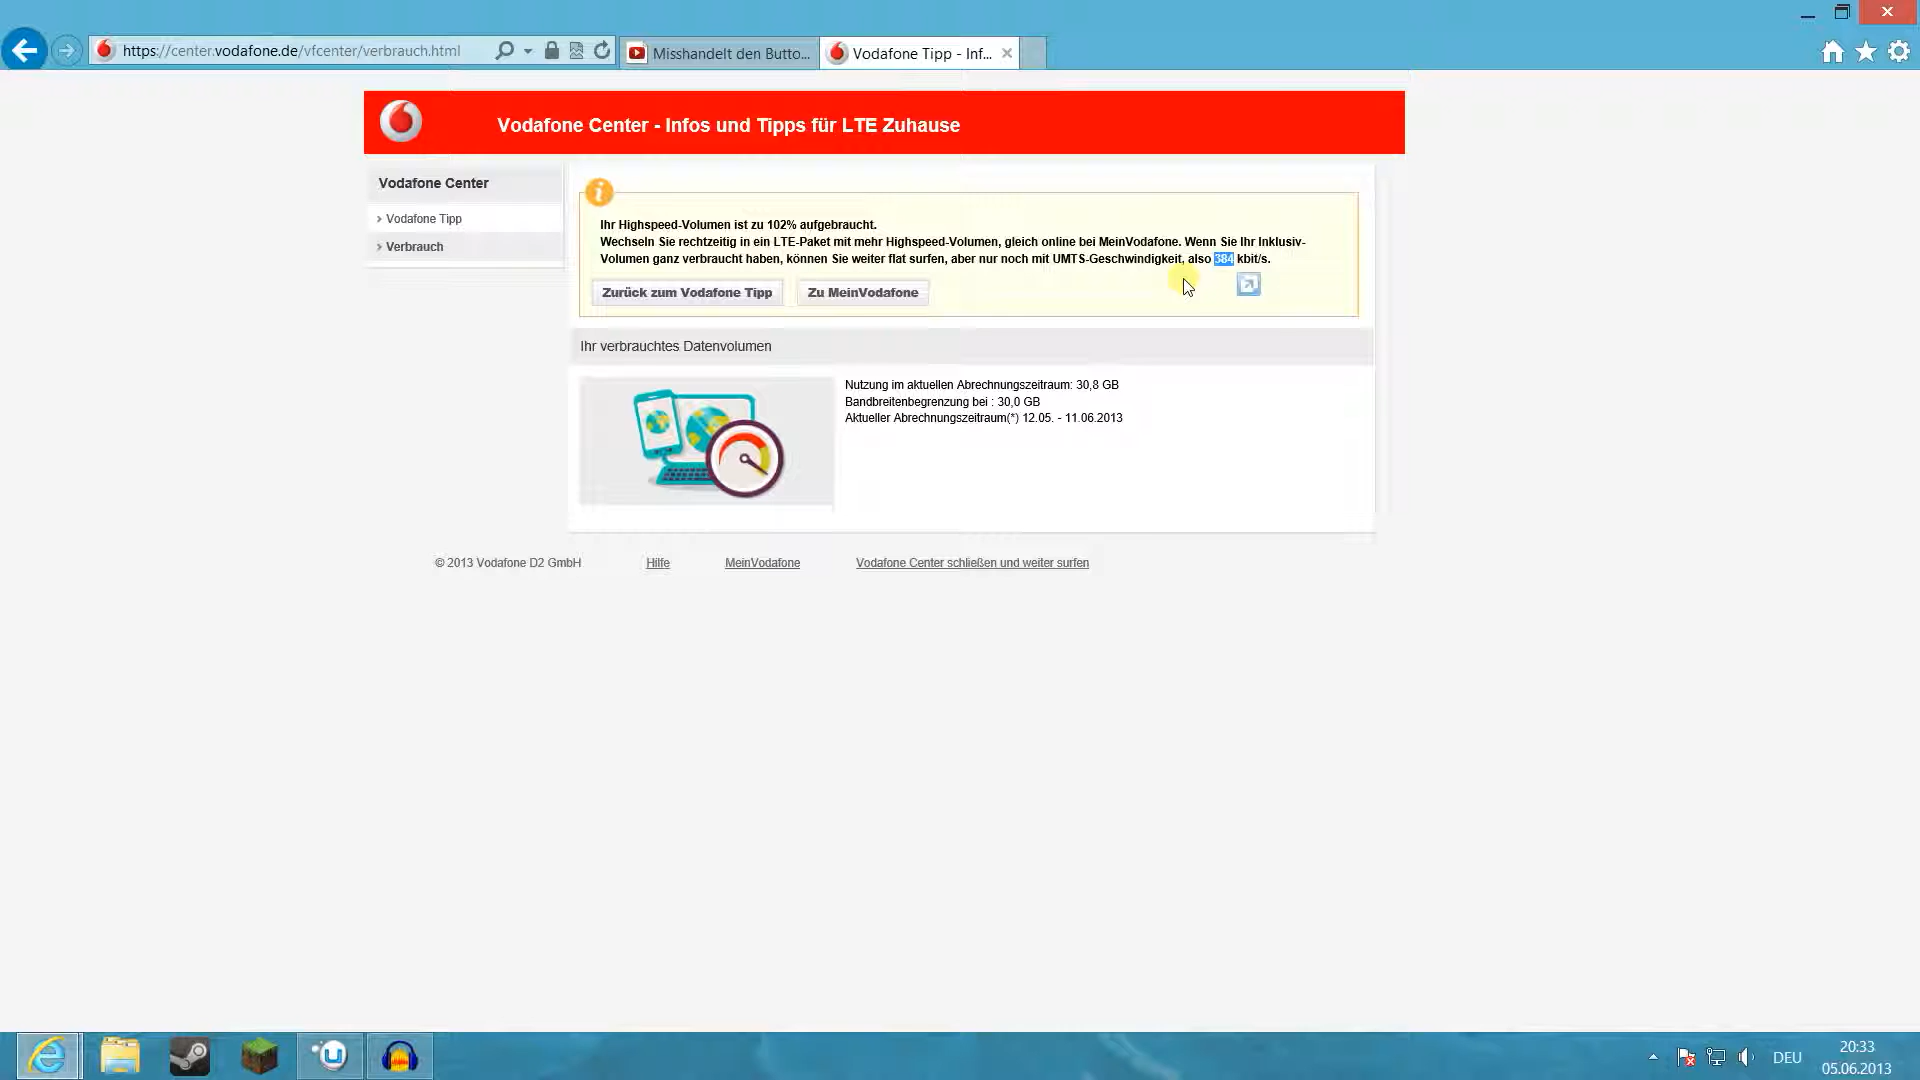 https://center.vodafone.de/vfcenter/verbrauch.html
Misshandelt den Butto...
Vodafone Tipp - Inf...
Vodafone Center - Infos und Tipps für LTE Zuhause
Vodafone Center
Vodafone Tipp
Verbrauch
Ihr Highspeed-Volumen ist zu 102% aufgebraucht.
Wechseln Sie rechtzeitig in ein LTE-Paket mit mehr Highspeed-Volumen, gleich online bei MeinVodafone. Wenn Sie Ihr Inklusiv-
Volumen ganz verbraucht haben, können Sie weiter flat surfen, aber nur noch mit UMTS-Geschwindigkeit, also 384 kbit/s.
Zurück zum Vodafone Tipp
Zu MeinVodafone
Ihr verbrauchtes Datenvolumen
Nutzung im aktuellen Abrechnungszeitraum: 30,8 GB
Bandbreitenbegrenzung bei : 30,0 GB
Aktueller Abrechnungszeitraum(*) 12.05. - 11.06.2013
© 2013 Vodafone D2 GmbH
Hilfe
MeinVodafone
Vodafone Center schließen und weiter surfen
DEU
20:33
05.06.2013